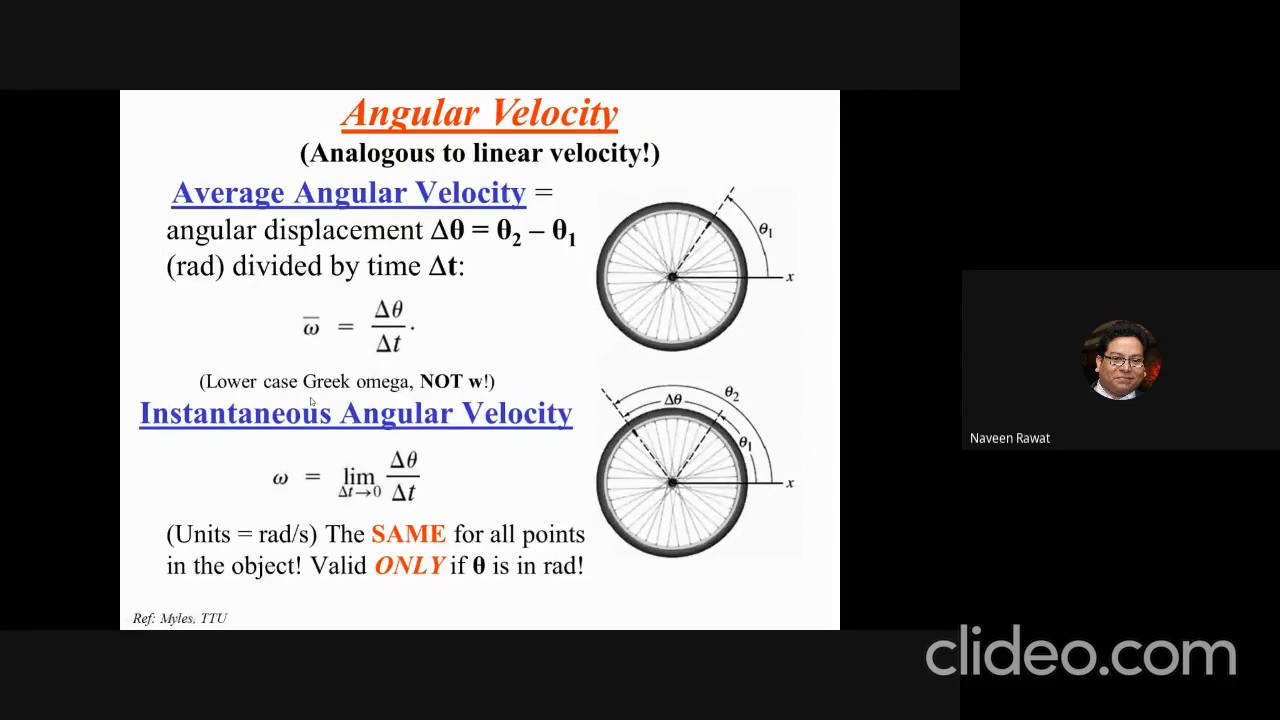 Angular Velocity
(Analogous to linear velocity!)
Average Angular Velocity =
angular displacement Δθ = θ₂ – θ₁
(rad) divided by time Δt:
ω̅ = Δθ/Δt.
(Lower case Greek omega, NOT w!)
Instantaneous Angular Velocity
ω = lim Δt→0 Δθ/Δt
(Units = rad/s) The SAME for all points
in the object! Valid ONLY if θ is in rad!
Ref: Myles, TTU
θ₁
x
θ₂
Δθ
θ₁
x
Naveen Rawat
clideo.com